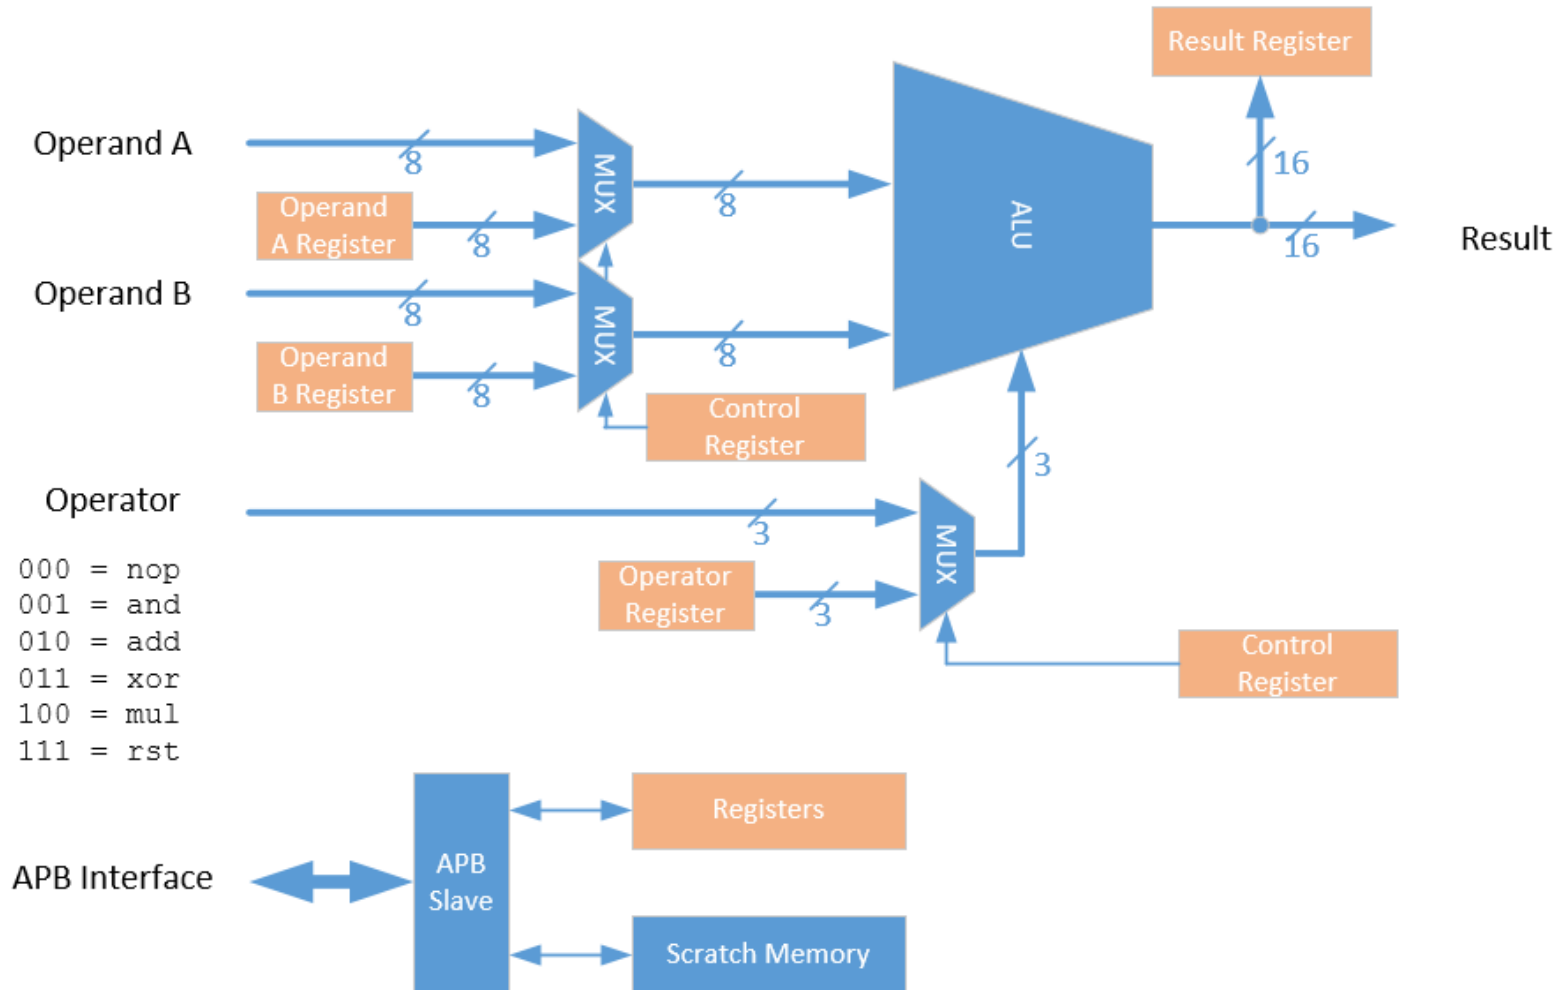 Result Register
16
Operand A
8
MUX
8
ALU
Operand
A Register
8
16
Result
Operand B
8
MUX
8
Operand
B Register
8
Control
Register
3
Operator
3
MUX
000 = nop
001 = and
010 = add
011 = xor
100 = mul
111 = rst
Operator
Register
3
Control
Register
APB Interface
APB
Slave
Registers
Scratch Memory